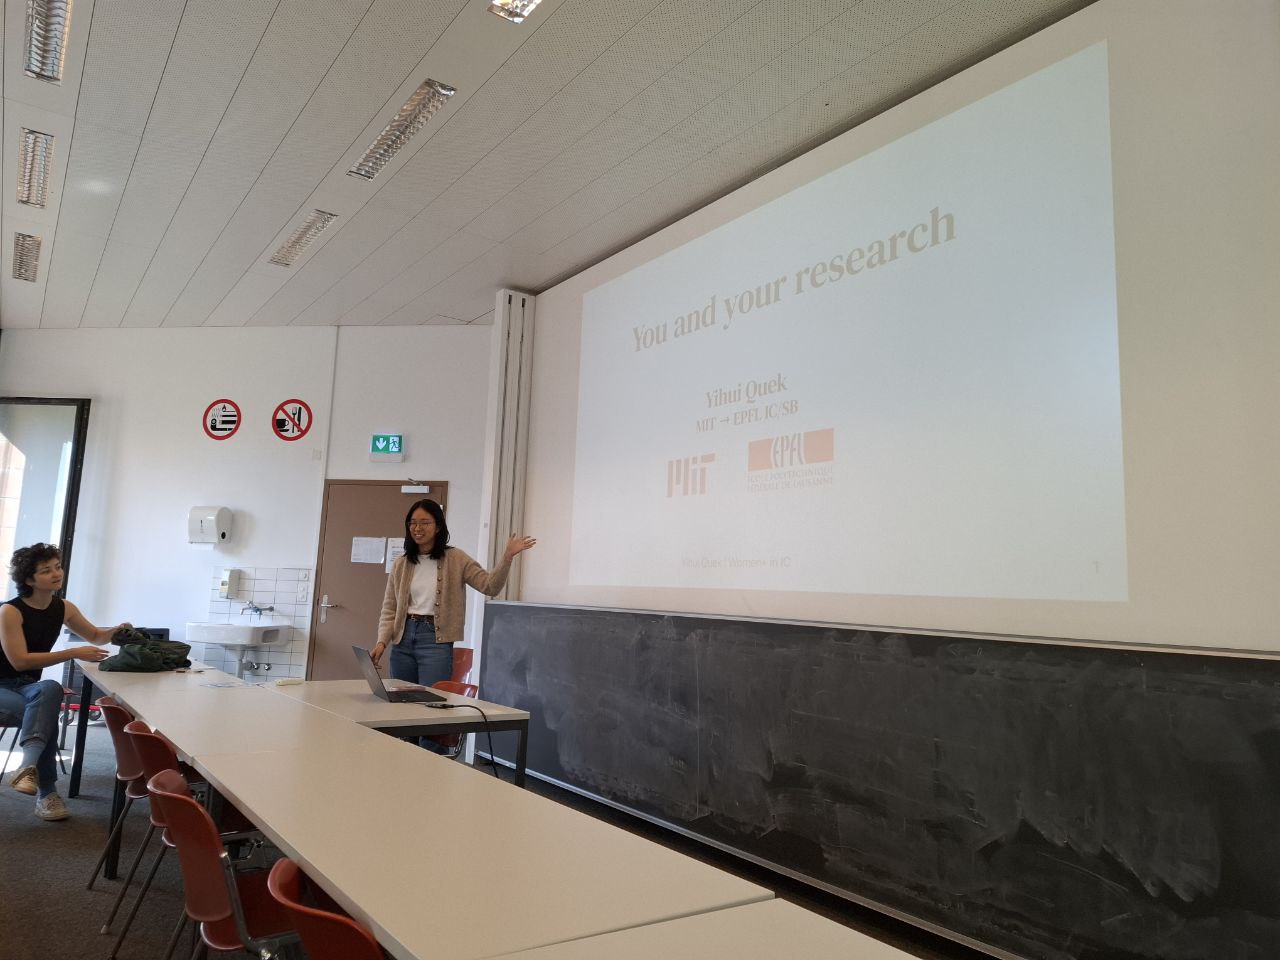 You and your research
Yihui Quek
MIT → EPFL IC/SB
MIT
EPFL
ÉCOLE POLYTECHNIQUE
FÉDÉRALE DE LAUSANNE
Yihui Quek | Women+ in IC
1